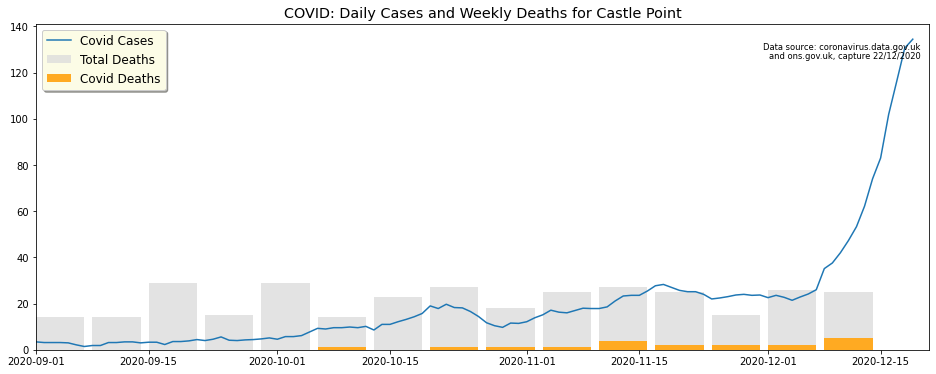 COVID: Daily Cases and Weekly Deaths for Castle Point
140
Covid Cases
Total Deaths
Covid Deaths
Data source: coronavirus.data.gov.uk
and ons.gov.uk, capture 22/12/2020
120
100
80
60
40
20
0
2020-09-01 2020-09-15 2020-10-01 2020-10-15 2020-11-01 2020-11-15 2020-12-01 2020-12-15